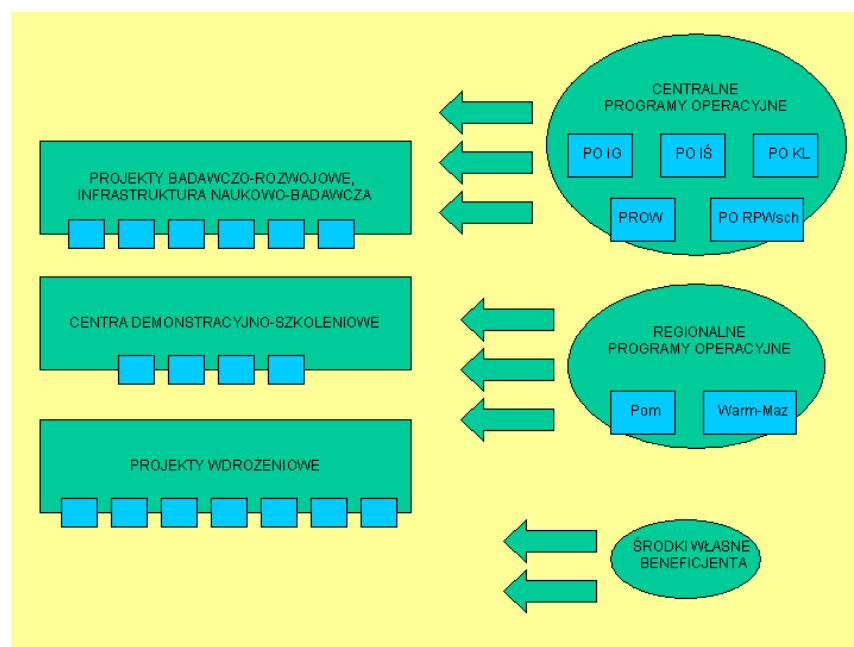 CENTRALNE
PROGRAMY OPERACYJNE
PO IG
PO IŚ
PO KL
PROW
PO RPWsch
PROJEKTY BADAWCZO-ROZWOJOWE,
INFRASTRUKTURA NAUKOWO-BADAWCZA
CENTRA DEMONSTRACYJNO-SZKOLENIOWE
REGIONALNE
PROGRAMY OPERACYJNE
Pom
Warm-Maz
PROJEKTY WDROŻENIOWE
ŚRODKI WŁASNE
BENEFICJENTA